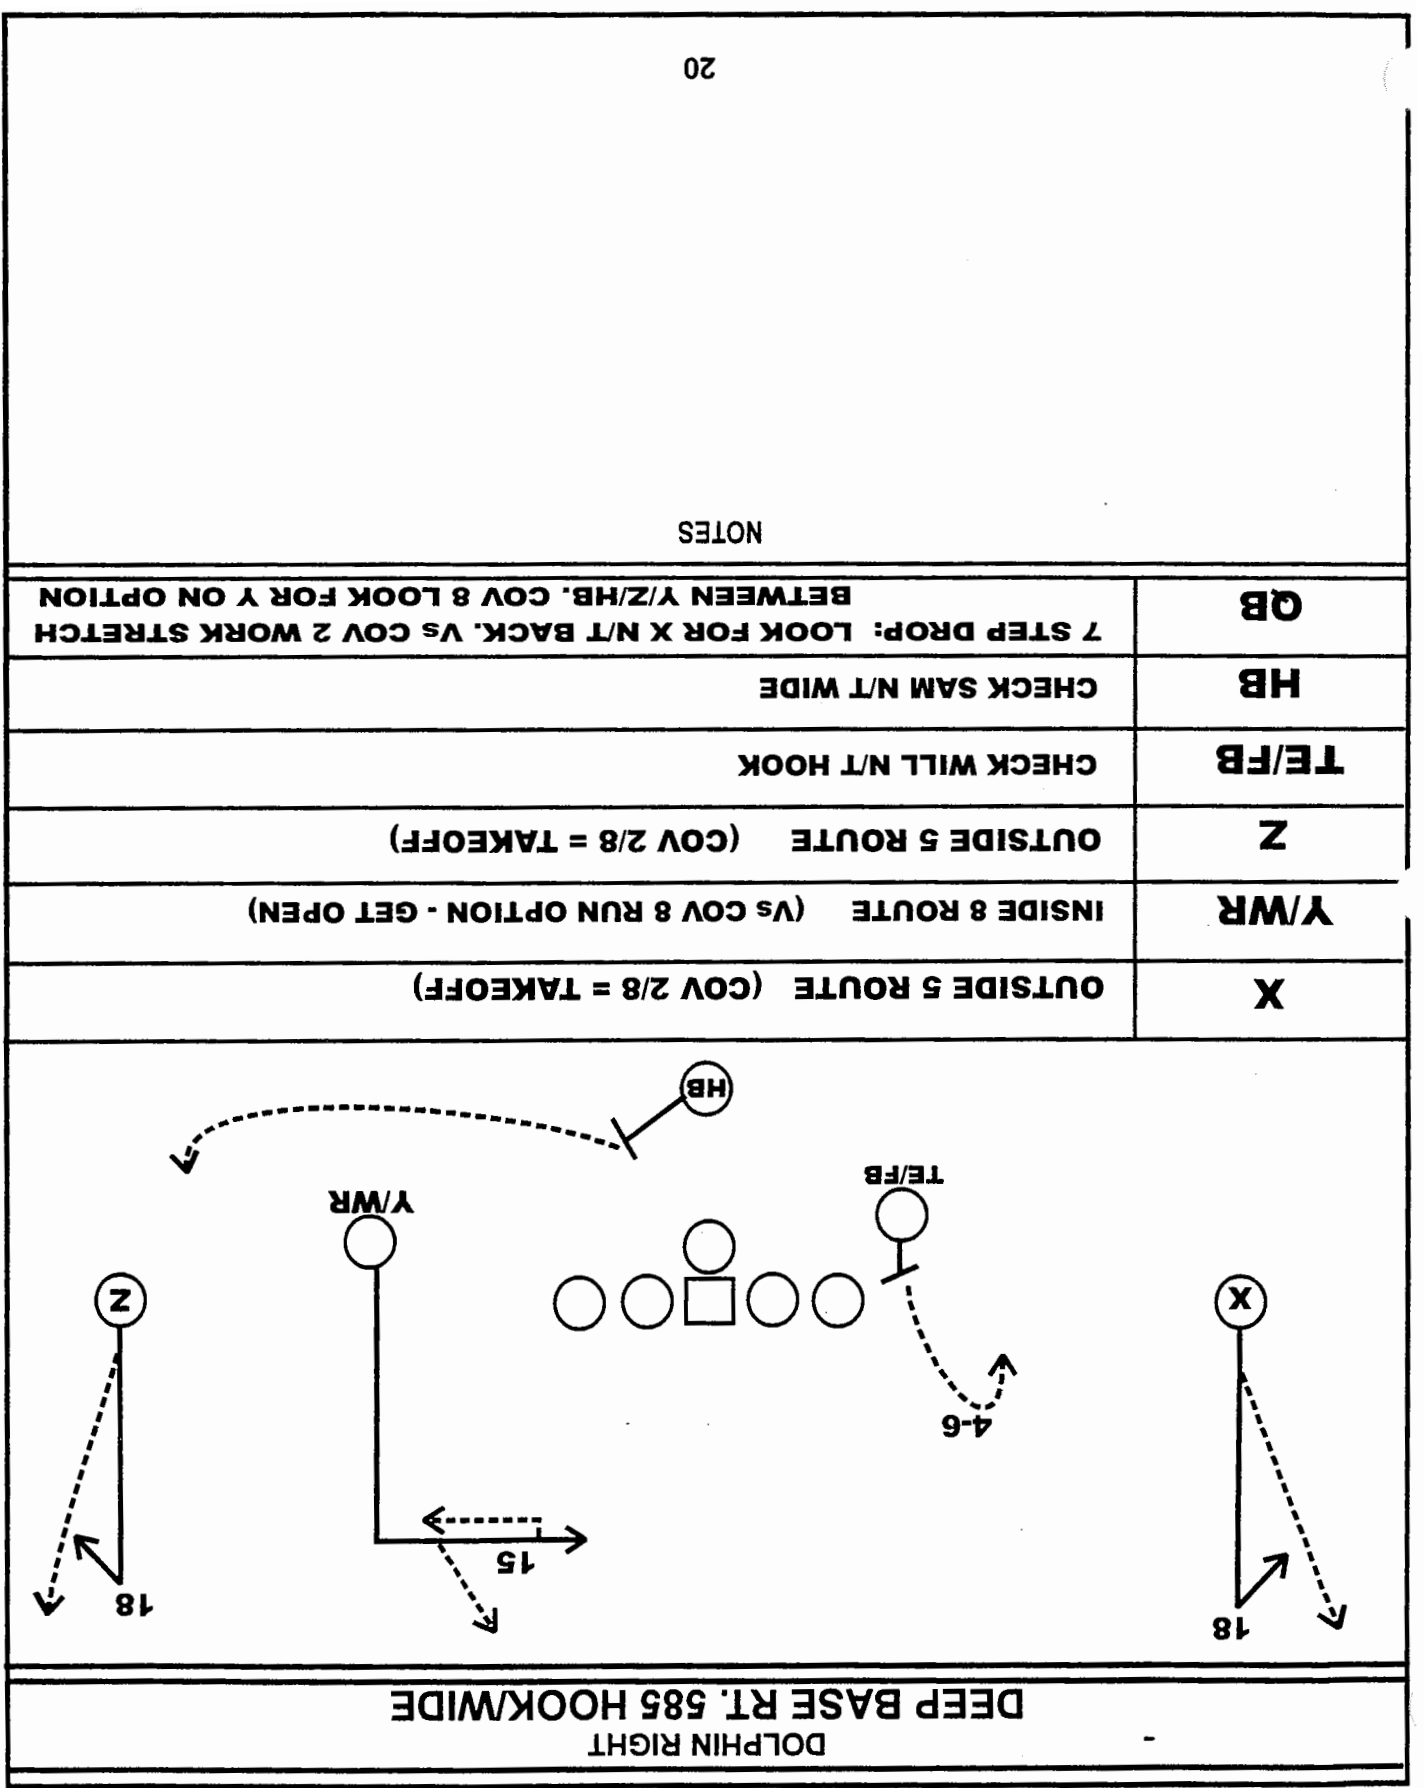 DOLPHIN RIGHT
DEEP BASE RT. 585 HOOK/WIDE
18
15
18
4-6
X
Z
TE/FB
Y/WR
HB
X OUTSIDE 5 ROUTE (COV 2/8 = TAKEOFF)
Y/WR INSIDE 8 ROUTE (Vs COV 8 RUN OPTION - GET OPEN)
Z OUTSIDE 5 ROUTE (COV 2/8 = TAKEOFF)
TE/FB CHECK WILL N/T HOOK
HB CHECK SAM N/T WIDE
QB 7 STEP DROP: LOOK FOR X N/T BACK. Vs COV 2 WORK STRETCH
BETWEEN Y/Z/HB. COV 8 LOOK FOR Y ON OPTION
NOTES
20